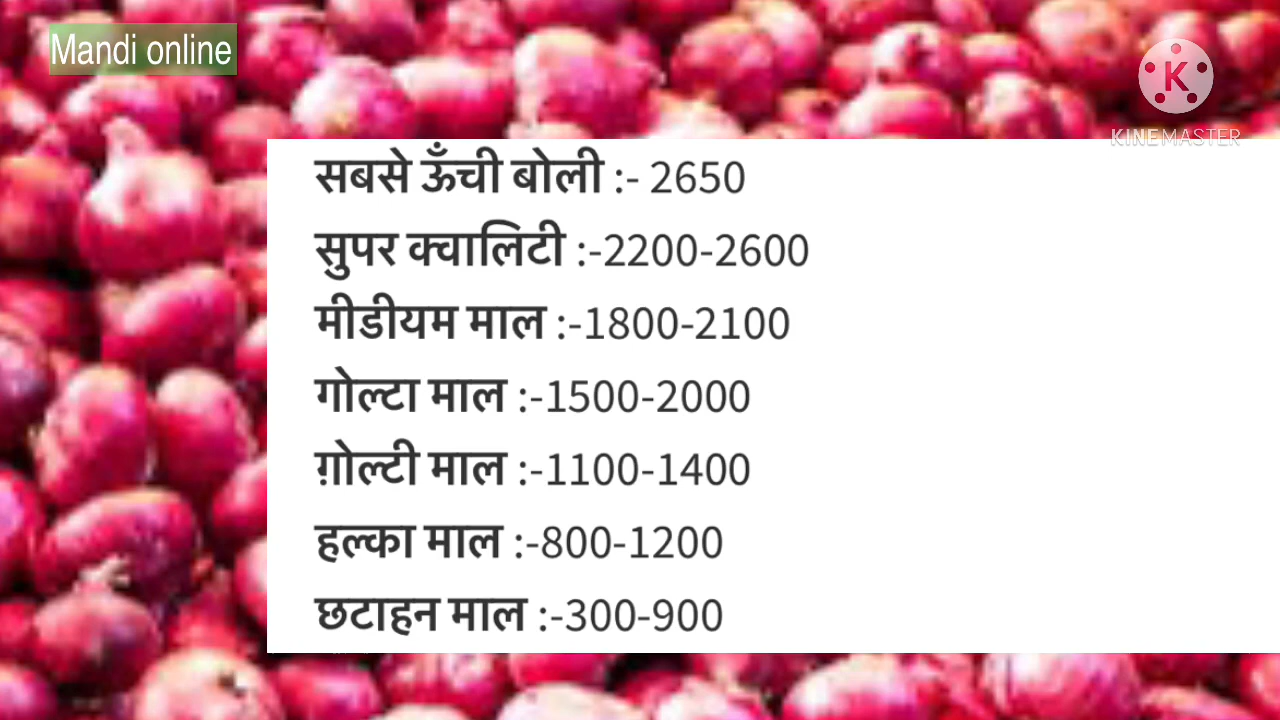 Mandi online
K
KINEMASTER
सबसे ऊँची बोली :- 2650
सुपर क्वालिटी :-2200-2600
मीडीयम माल :-1800-2100
गोल्टा माल :-1500-2000
ग़ोल्टी माल :-1100-1400
हल्का माल :-800-1200
छटाहन माल :-300-900